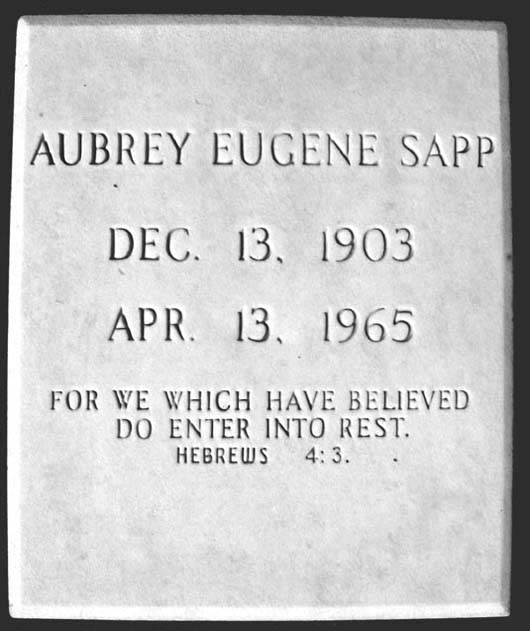 AUBREY EUGENE SAPP
DEC. 13, 1903
APR. 13, 1965
FOR WE WHICH HAVE BELIEVED
DO ENTER INTO REST.
HEBREWS 4:3.